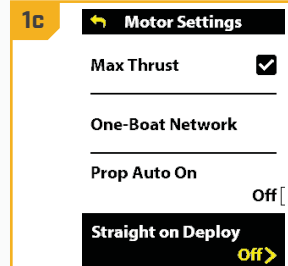 1c
Motor Settings
Max Thrust
One-Boat Network
Prop Auto On
Off
Straight on Deploy
Off>